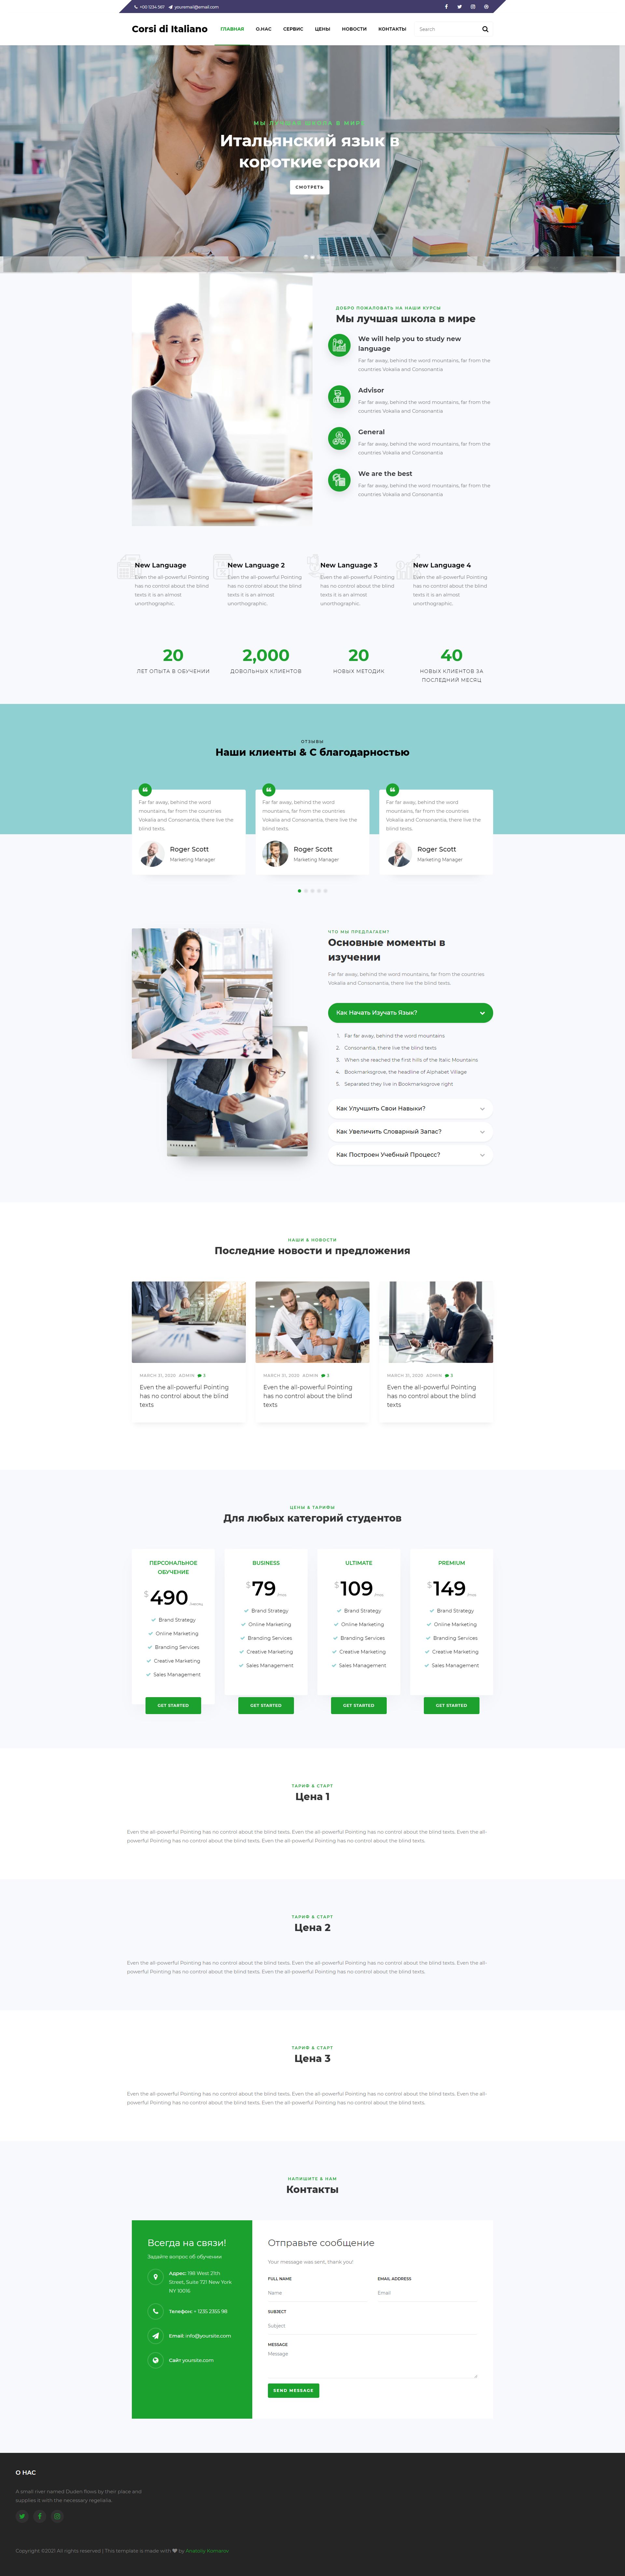 +00 1234 567 youremail@email.com
Corsi di Italiano ГЛАВНАЯ О.НАС СЕРВИС ЦЕНЫ НОВОСТИ КОНТАКТЫ Search
МЫ ЛУЧШАЯ ШКОЛА В МИРЕ
Итальянский язык в
короткие сроки
СМОТРЕТЬ
ДОБРО ПОЖАЛОВАТЬ НА НАШИ КУРСЫ
Мы лучшая школа в мире
We will help you to study new
language
Far far away, behind the word mountains, far from the
countries Vokalia and Consonantia
Advisor
Far far away, behind the word mountains, far from the
countries Vokalia and Consonantia
General
Far far away, behind the word mountains, far from the
countries Vokalia and Consonantia
We are the best
Far far away, behind the word mountains, far from the
countries Vokalia and Consonantia
New Language
Even the all-powerful Pointing
has no control about the blind
texts it is an almost
unorthographic.
New Language 2
Even the all-powerful Pointing
has no control about the blind
texts it is an almost
unorthographic.
New Language 3
Even the all-powerful Pointing
has no control about the blind
texts it is an almost
unorthographic.
New Language 4
Even the all-powerful Pointing
has no control about the blind
texts it is an almost
unorthographic.
20
ЛЕТ ОПЫТА В ОБУЧЕНИИ
2,000
ДОВОЛЬНЫХ КЛИЕНТОВ
20
НОВЫХ МЕТОДИК
40
НОВЫХ КЛИЕНТОВ ЗА
ПОСЛЕДНИЙ МЕСЯЦ
ОТЗЫВЫ
Наши клиенты & С благодарностью
Far far away, behind the word
mountains, far from the countries
Vokalia and Consonantia, there live the
blind texts.
Roger Scott
Marketing Manager
Far far away, behind the word
mountains, far from the countries
Vokalia and Consonantia, there live the
blind texts.
Roger Scott
Marketing Manager
Far far away, behind the word
mountains, far from the countries
Vokalia and Consonantia, there live the
blind texts.
Roger Scott
Marketing Manager
ЧТО МЫ ПРЕДЛАГАЕМ?
Основные моменты в
изучении
Far far away, behind the word mountains, far from the countries
Vokalia and Consonantia, there live the blind texts.
Как Начать Изучать Язык?
1. Far far away, behind the word mountains
2. Consonantia, there live the blind texts
3. When she reached the first hills of the Italic Mountains
4. Bookmarksgrove, the headline of Alphabet Village
5. Separated they live in Bookmarksgrove right
Как Улучшить Свои Навыки?
Как Увеличить Словарный Запас?
Как Построен Учебный Процесс?
НАШИ & НОВОСТИ
Последние новости и предложения
MARCH 31, 2020 ADMIN 3
Even the all-powerful Pointing
has no control about the blind
texts
MARCH 31, 2020 ADMIN 3
Even the all-powerful Pointing
has no control about the blind
texts
MARCH 31, 2020 ADMIN 3
Even the all-powerful Pointing
has no control about the blind
texts
ЦЕНЫ & ТАРИФЫ
Для любых категорий студентов
ПЕРСОНАЛЬНОЕ
ОБУЧЕНИЕ
$ 490
Brand Strategy
Online Marketing
Branding Services
Creative Marketing
Sales Management
GET STARTED
BUSINESS
$ 79
Brand Strategy
Online Marketing
Branding Services
Creative Marketing
Sales Management
GET STARTED
ULTIMATE
$ 109
Brand Strategy
Online Marketing
Branding Services
Creative Marketing
Sales Management
GET STARTED
PREMIUM
$ 149
Brand Strategy
Online Marketing
Branding Services
Creative Marketing
Sales Management
GET STARTED
ТАРИФ & СТАРТ
Цена 1
Even the all-powerful Pointing has no control about the blind texts, Even the all-powerful Pointing has no control about the blind texts, Even the all-
powerful Pointing has no control about the blind texts, Even the all-powerful Pointing has no control about the blind texts,
ТАРИФ & СТАРТ
Цена 2
Even the all-powerful Pointing has no control about the blind texts, Even the all-powerful Pointing has no control about the blind texts, Even the all-
powerful Pointing has no control about the blind texts, Even the all-powerful Pointing has no control about the blind texts,
ТАРИФ & СТАРТ
Цена 3
Even the all-powerful Pointing has no control about the blind texts, Even the all-powerful Pointing has no control about the blind texts, Even the all-
powerful Pointing has no control about the blind texts, Even the all-powerful Pointing has no control about the blind texts,
НАПИШИТЕ & НАМ
Контакты
Всегда на связи!
Задайте вопрос об обучении
Адрес: 198 West 21th
Street, Suite 721 New York
NY 10016
Телефон: + 1235 2355 98
Email: info@yoursite.com
Сайт yoursite.com
Отправьте сообщение
Your message was sent, thank you!
FULL NAME
Name
EMAIL ADDRESS
Email
SUBJECT
Subject
MESSAGE
Message
SEND MESSAGE
О НАС
A small river named Duden flows by their place and
supplies it with the necessary regelialia.
Copyright ©2021 All rights reserved | This template is made with by Anatoliy Komarov